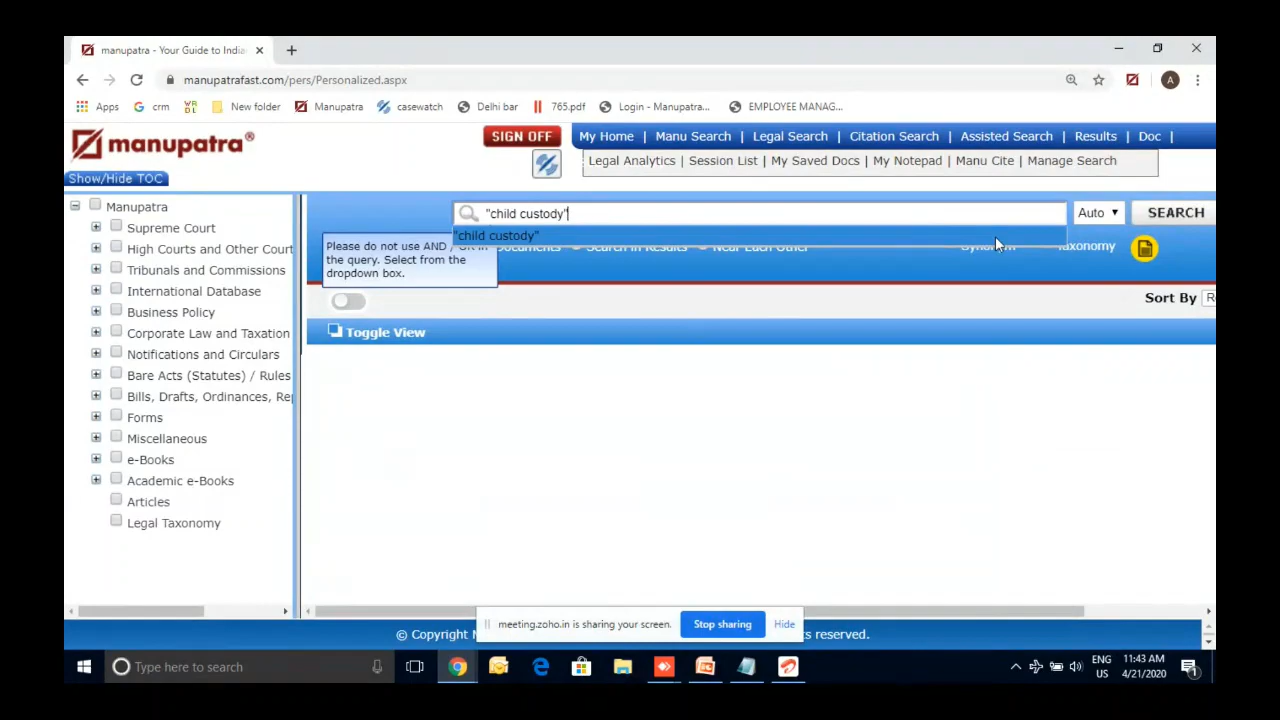 manupatra - Your Guide to India
manupatrafast.com/pers/Personalized.aspx
A
Apps crm New folder Manupatra casewatch Delhi bar 765.pdf Login - Manupatra... EMPLOYEE MANAG...
manupatra®
SIGN OFF
My Home | Manu Search | Legal Search | Citation Search | Assisted Search | Results | Doc |
Legal Analytics | Session List | My Saved Docs | My Notepad | Manu Cite | Manage Search
Show/Hide TOC
Manupatra
Supreme Court
High Courts and Other Court
Tribunals and Commissions
International Database
Business Policy
Corporate Law and Taxation
Notifications and Circulars
Bare Acts (Statutes) / Rules
Bills, Drafts, Ordinances, Re
Forms
Miscellaneous
e-Books
Academic e-Books
Articles
Legal Taxonomy
"child custody"
Auto
SEARCH
"child custody"
Please do not use AND /
the query. Select from the
dropdown box.
Search in Results Near Each Other Taxonomy
Sort By
Toggle View
meeting.zoho.in is sharing your screen.
Stop sharing
Hide
© Copyright
s reserved.
Type here to search
ENG
US
11:43 AM
4/21/2020
1